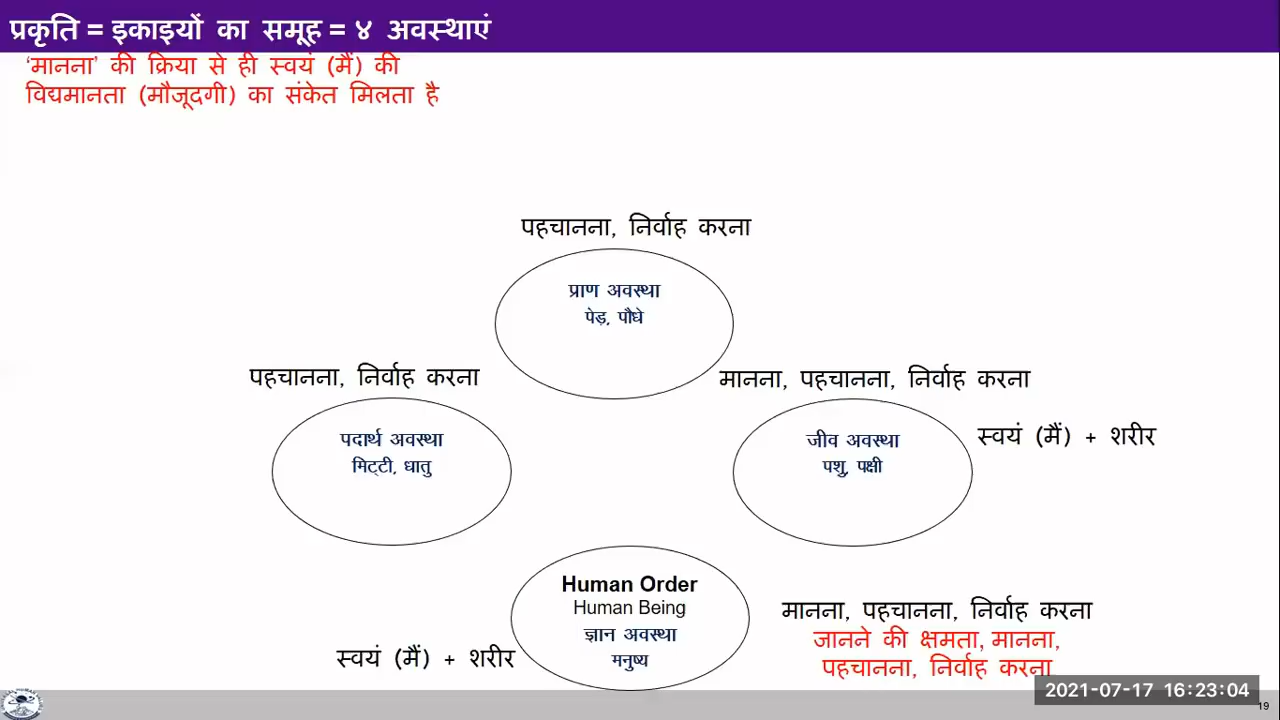 प्रकृति = इकाइयों का समूह = ४ अवस्थाएं
‘मानना’ की क्रिया से ही स्वयं (मैं) की
विद्यमानता (मौजूदगी) का संकेत मिलता है
पहचानना, निर्वाह करना
प्राण अवस्था
पेड़, पौधे
पहचानना, निर्वाह करना
पदार्थ अवस्था
मिट्टी, धातु
मानना, पहचानना, निर्वाह करना
जीव अवस्था
पशु, पक्षी
स्वयं (मैं) + शरीर
Human Order
Human Being
ज्ञान अवस्था
मनुष्य
स्वयं (मैं) + शरीर
मानना, पहचानना, निर्वाह करना
जानने की क्षमता, मानना,
पहचानना, निर्वाह करना
2021-07-17 16:23:04
19